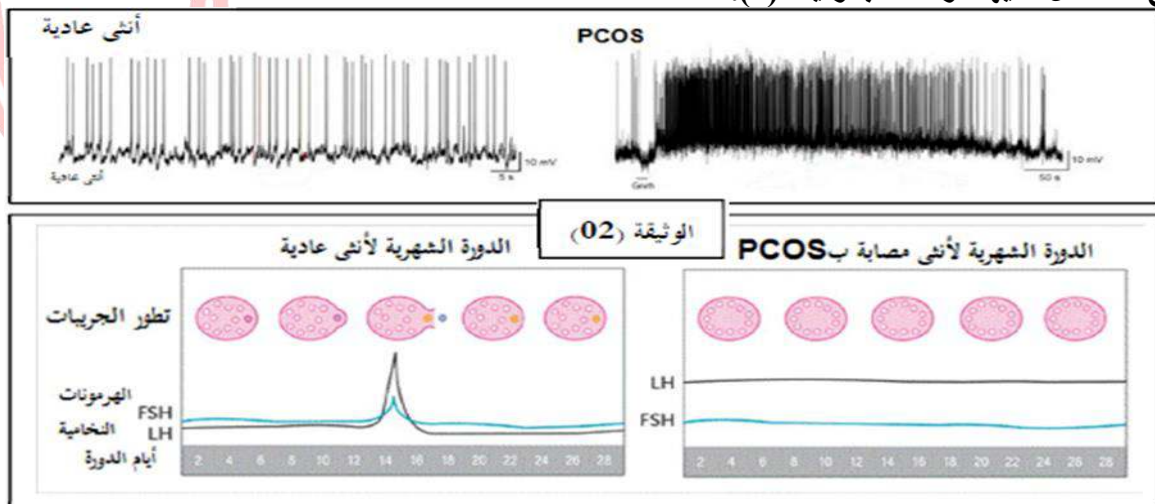 أنثى عادية
PCOS
10 mV
5 s
أنثى عادية
10 mV
50 s
الوثيقة (02)
الدورة الشهرية لأنثى عادية
الدورة الشهرية لأنثى مصابة بPCOS
تطور الجريبات
الهرمونات
النخامية
FSH
LH
أيام الدورة
2 4 6 8 10 12 14 16 18 20 22 24 26 28
LH
FSH
2 4 6 8 10 12 14 16 18 20 22 24 26 28